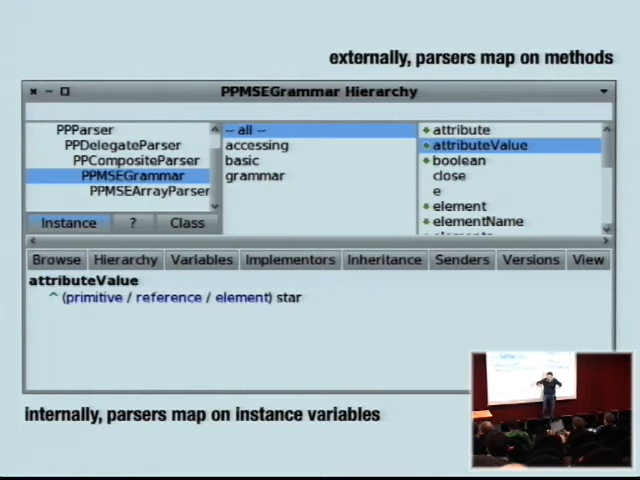 externally, parsers map on methods
PPMSEGrammar Hierarchy
PPParser
PPDelegateParser
PPCompositeParser
PPMSEGrammar
PPMSEArrayParser
Instance ? Class
-- all --
accessing
basic
grammar
attribute
attributeValue
boolean
close
e
element
elementName
elements
Browse Hierarchy Variables Implementors Inheritance Senders Versions View
attributeValue
^ (primitive / reference / element) star
internally, parsers map on instance variables